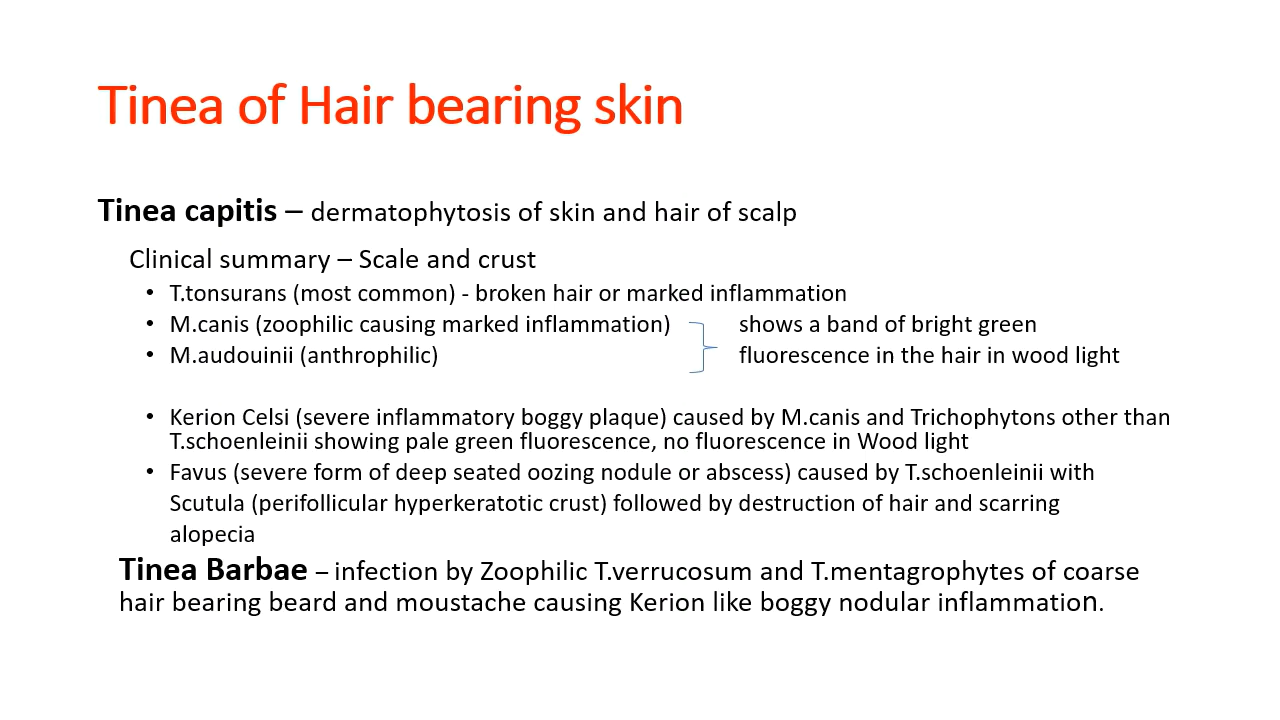 Tinea of Hair bearing skin
Tinea capitis – dermatophytosis of skin and hair of scalp
Clinical summary – Scale and crust
• T.tonsurans (most common) - broken hair or marked inflammation
• M.canis (zoophilic causing marked inflammation) shows a band of bright green
• M.audouinii (anthrophilic) fluorescence in the hair in wood light
• Kerion Celsi (severe inflammatory boggy plaque) caused by M.canis and Trichophytons other than
T.schoenleinii showing pale green fluorescence, no fluorescence in Wood light
• Favus (severe form of deep seated oozing nodule or abscess) caused by T.schoenleinii with
Scutula (perifollicular hyperkeratotic crust) followed by destruction of hair and scarring
alopecia
Tinea Barbae – infection by Zoophilic T.verrucosum and T.mentagrophytes of coarse
hair bearing beard and moustache causing Kerion like boggy nodular inflammation.